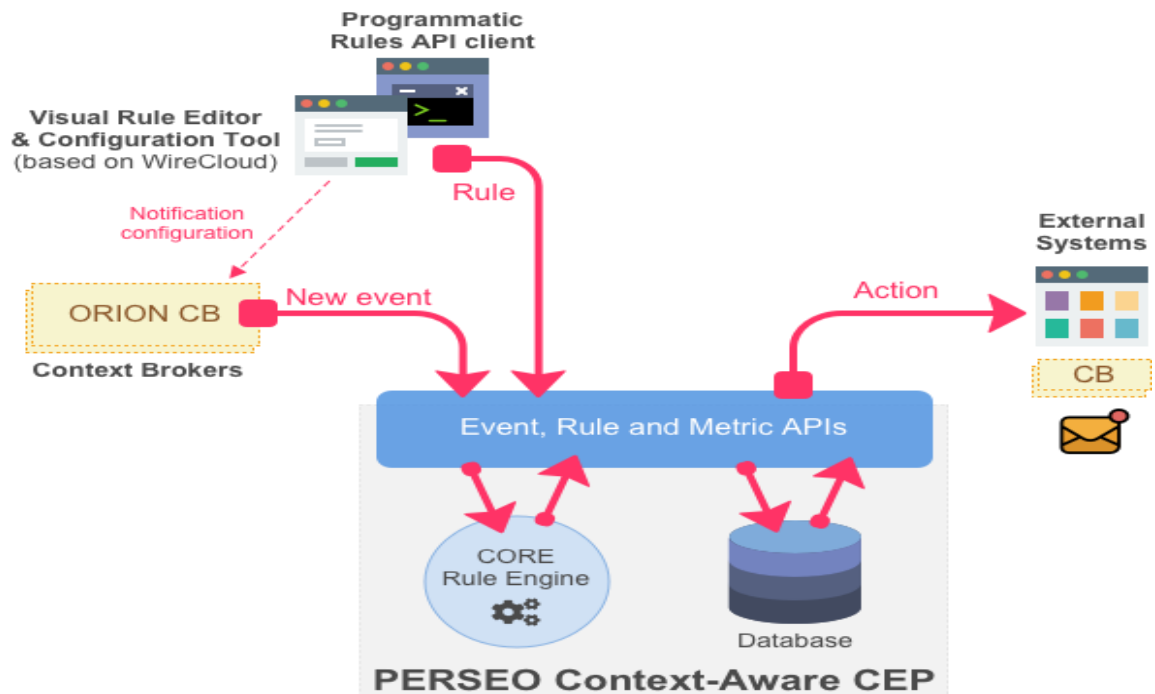 Programmatic
Rules API client
Visual Rule Editor
& Configuration Tool
(based on WireCloud)
>_
Rule
Notification
configuration
External
Systems
ORION CB
New event
Action
Context Brokers
CB
Event, Rule and Metric APIs
CORE
Rule Engine
Database
PERSEO Context-Aware CEP